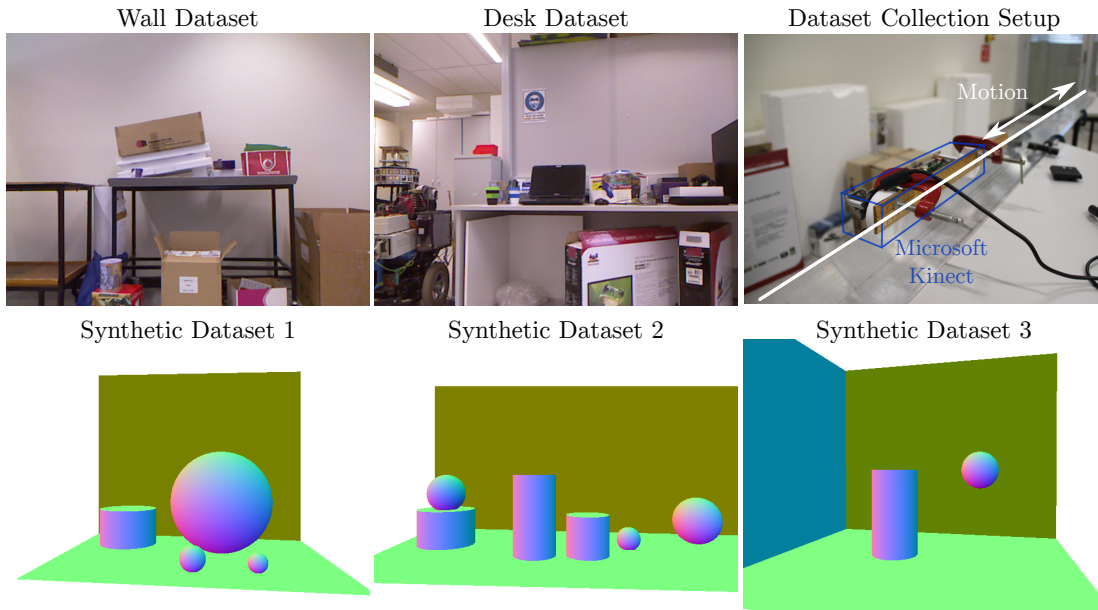 Wall Dataset
Desk Dataset
Dataset Collection Setup
Motion
Microsoft
Kinect
Synthetic Dataset 1
Synthetic Dataset 2
Synthetic Dataset 3